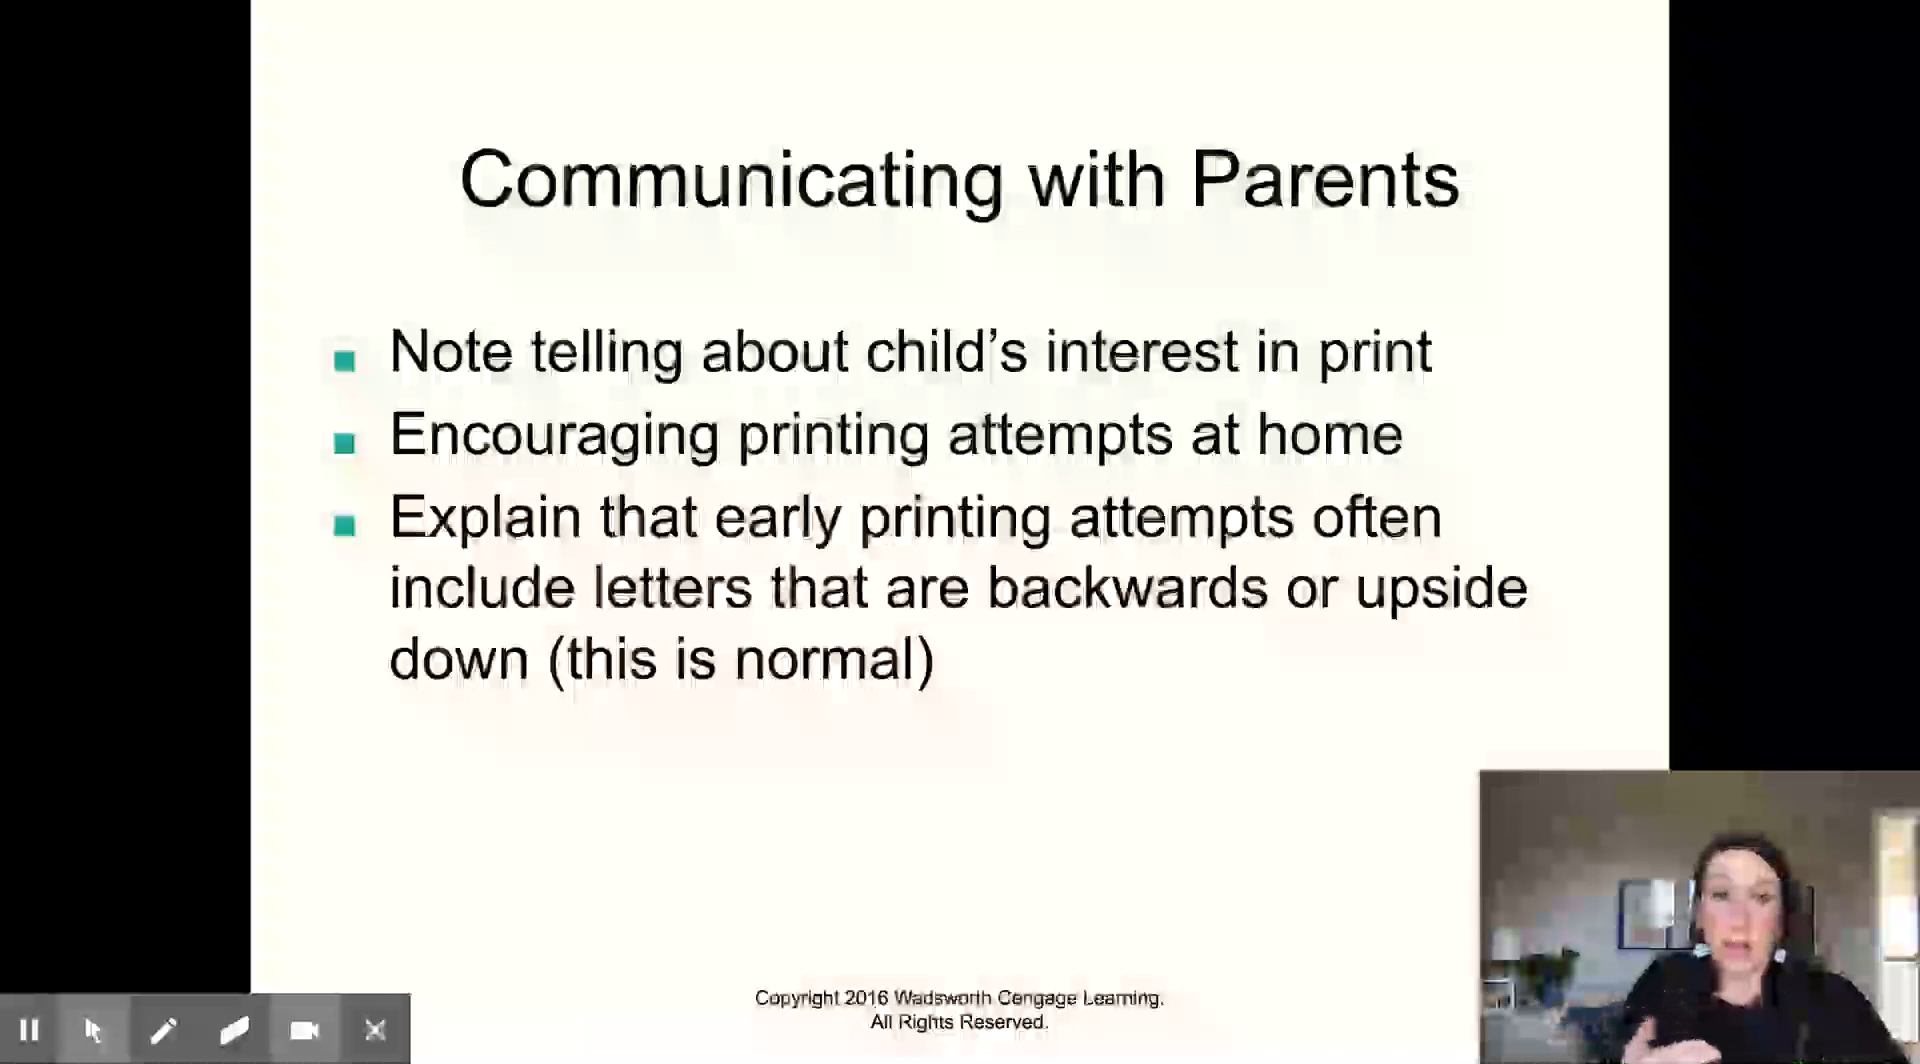 Communicating with Parents
Note telling about child’s interest in print
Encouraging printing attempts at home
Explain that early printing attempts often
include letters that are backwards or upside
down (this is normal)
Copyright 2016 Wadsworth Cengage Learning.
All Rights Reserved.